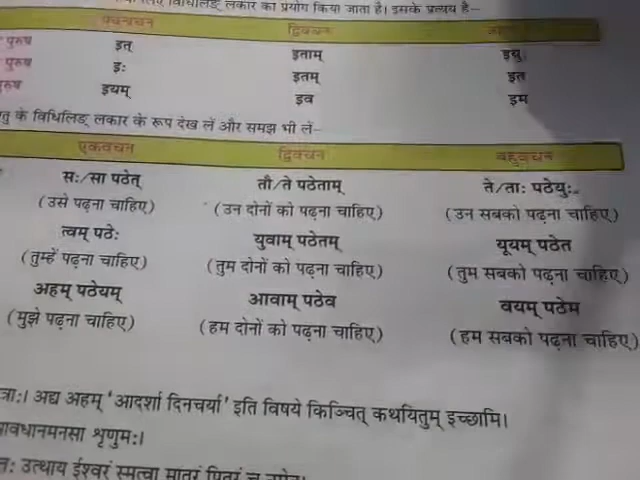 लिए विधिलिङ् लकार का प्रयोग किया जाता है। इसके प्रत्यय है—
एकवचन द्विवचन
पुरुष इत् इताम् इयुः
पुरुष इः इतम् इत
पुरुष इयम् इव इम
के विधिलिङ् लकार के रूप देख लें और समझ भी लें—
एकवचन द्विवचन बहुवचन
सः/सा पठेत् तौ/ते पठेताम् ते/ताः पठेयुः
(उसे पढ़ना चाहिए) (उन दोनों को पढ़ना चाहिए) (उन सबको पढ़ना चाहिए)
त्वम् पठेः युवाम् पठेतम् यूयम् पठेत
(तुम्हें पढ़ना चाहिए) (तुम दोनों को पढ़ना चाहिए) (तुम सबको पढ़ना चाहिए)
अहम् पठेयम् आवाम् पठेव वयम् पठेम
(मुझे पढ़ना चाहिए) (हम दोनों को पढ़ना चाहिए) (हम सबको पढ़ना चाहिए)
त्राः। अद्य अहम् 'आदर्शा दिनचर्या' इति विषये किञ्चित् कथयितुम् इच्छामि।
ावधानमनसा शृणुमः।
उत्थाय ईश्वरं स्मृत्वा मातरं पितरं च